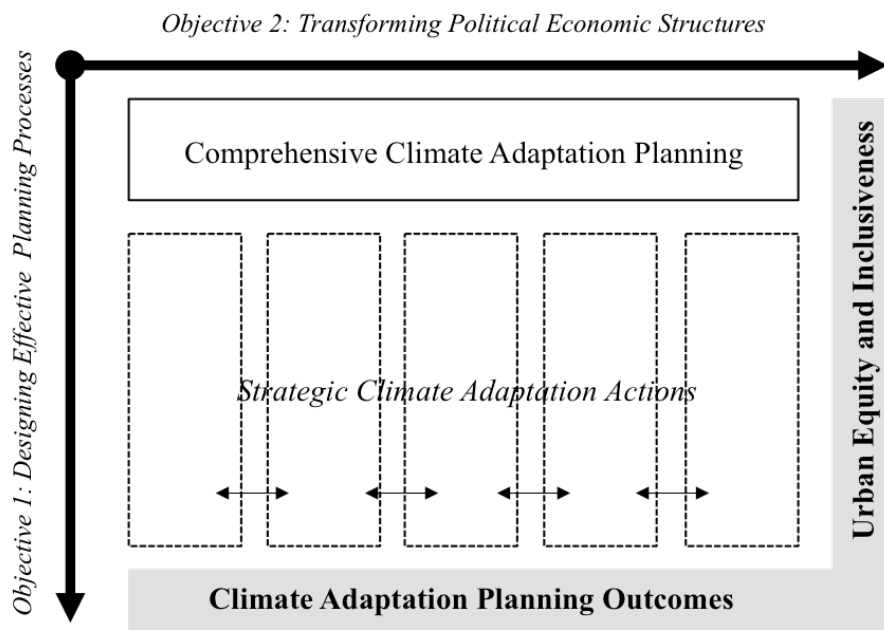 Objective 2: Transforming Political Economic Structures
Objective 1: Designing Effective Planning Processes
Comprehensive Climate Adaptation Planning
Strategic Climate Adaptation Actions
Urban Equity and Inclusiveness
Climate Adaptation Planning Outcomes